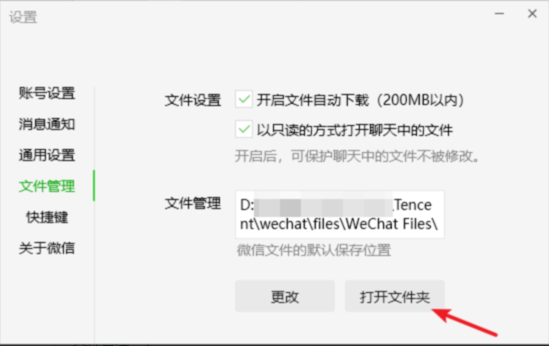 设置
账号设置
消息通知
通用设置
文件管理
快捷键
关于微信
文件设置
开启文件自动下载（200MB以内）
以只读的方式打开聊天中的文件
开启后，可保护聊天中的文件不被修改。
文件管理
D:
Tence
nt\wechat\files\WeChat Files\
微信文件的默认保存位置
更改
打开文件夹